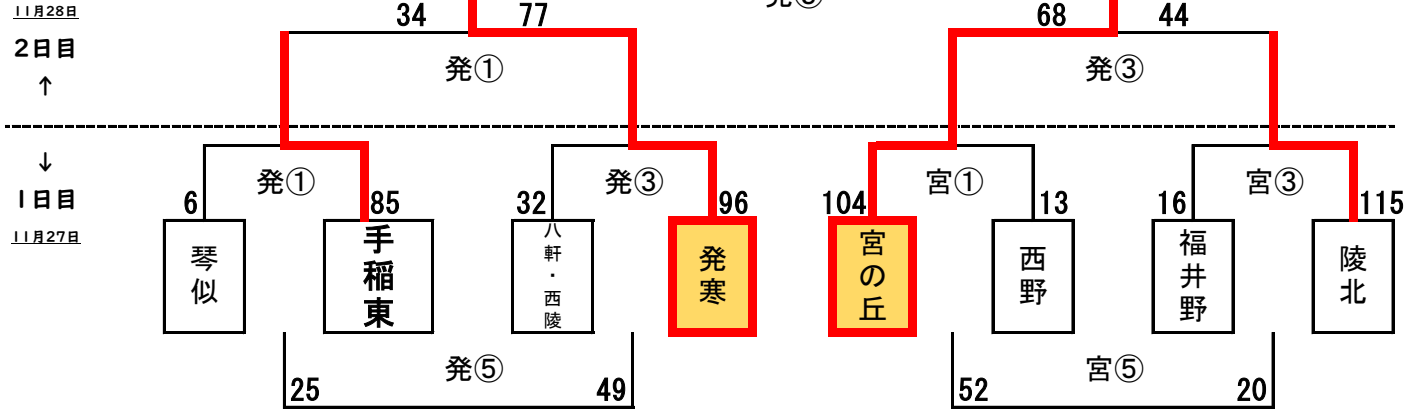 11月28日
34
77
68
44
2日目
発①
発③
↑
↓
1日目
11月27日
発①
発③
宮①
宮③
6
85
32
96
104
13
16
115
琴似
手稲東
八軒・西陵
発寒
宮の丘
西野
福井野
陵北
発⑤
宮⑤
25
49
52
20